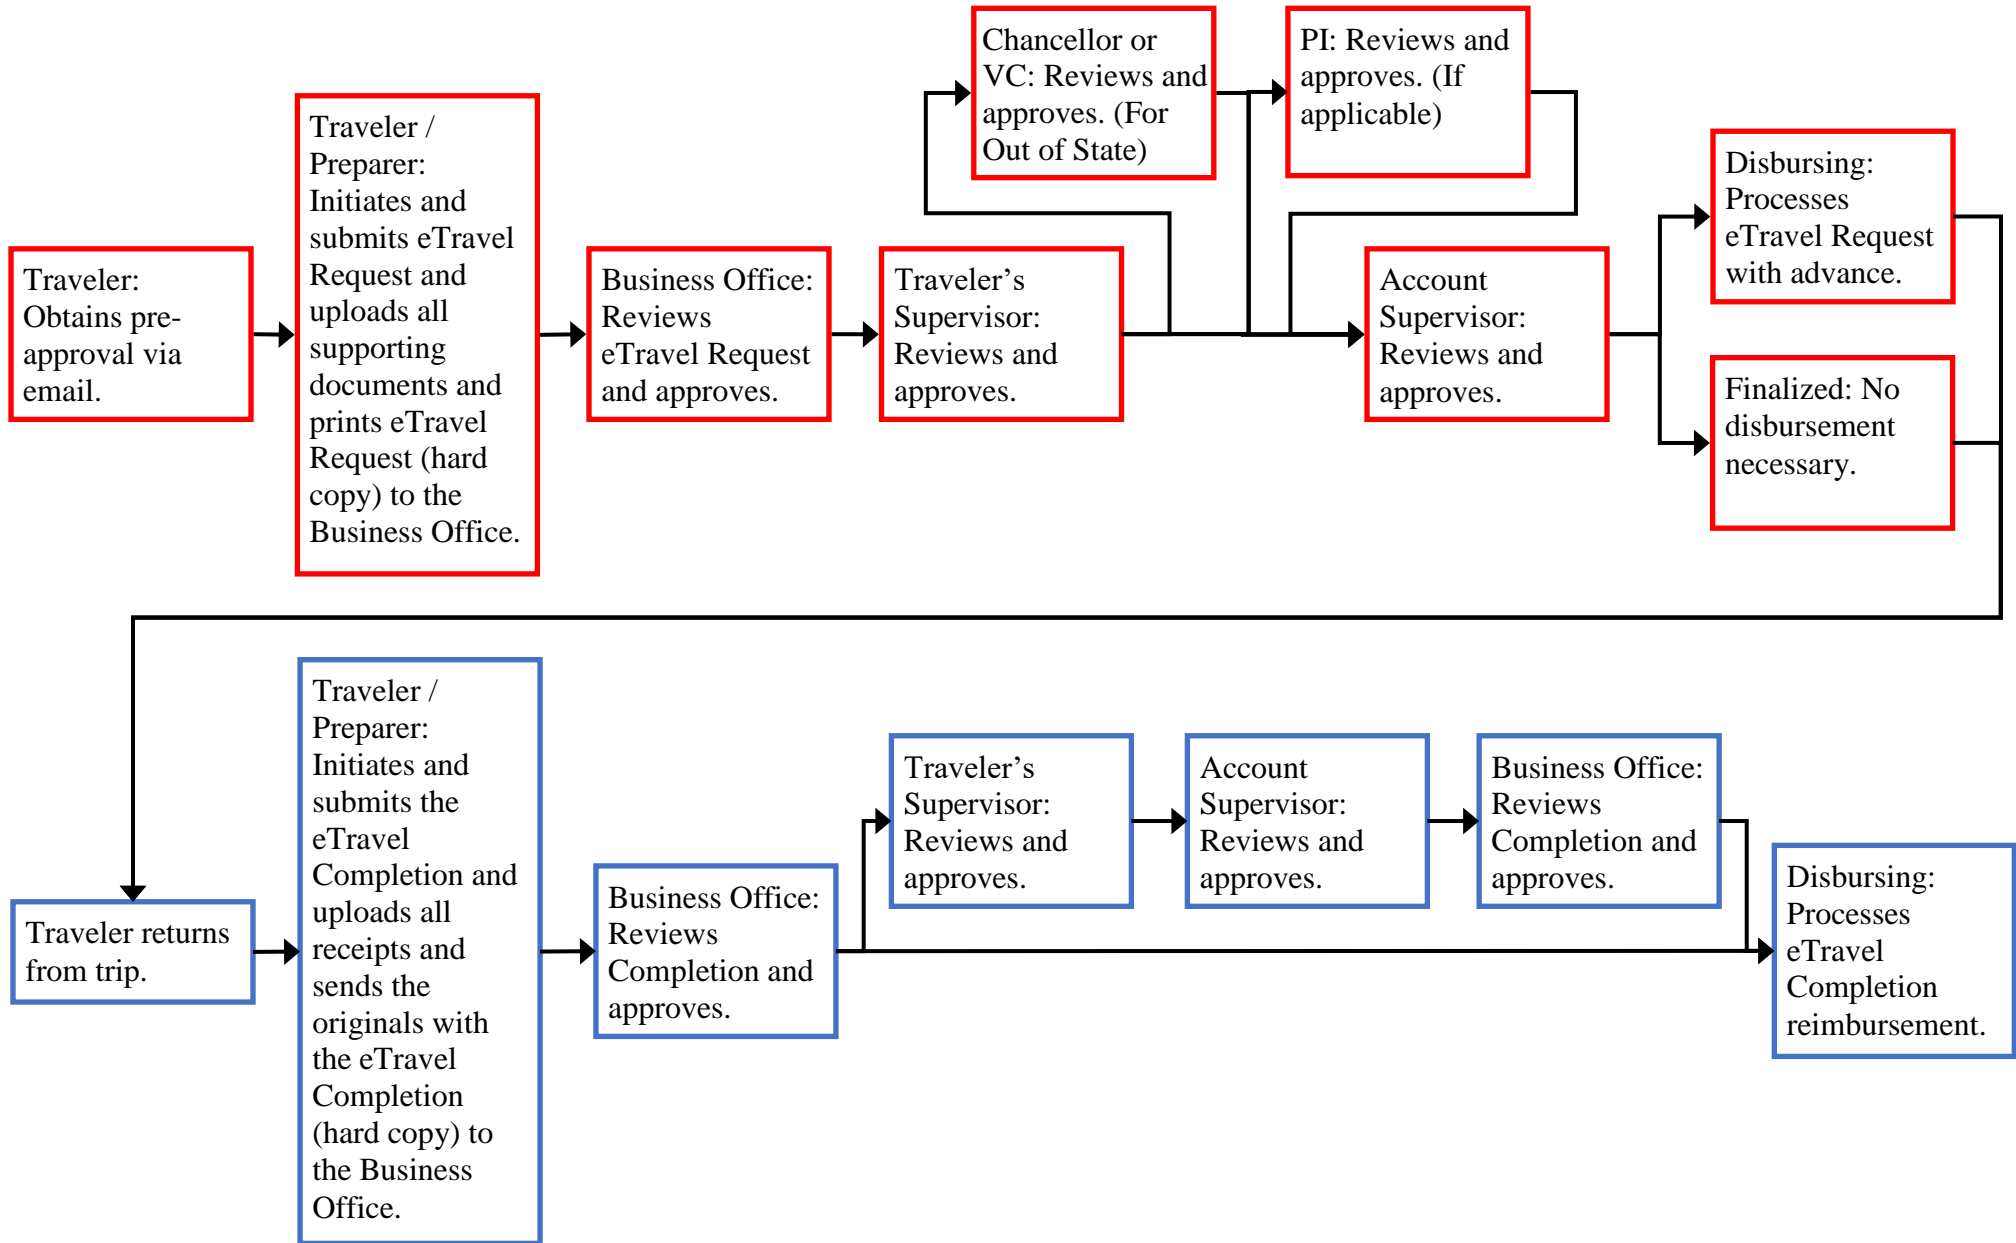 Traveler:
Obtains pre-
approval via
email.
Traveler /
Preparer:
Initiates and
submits eTravel
Request and
uploads all
supporting
documents and
prints eTravel
Request (hard
copy) to the
Business Office.
Business Office:
Reviews
eTravel Request
and approves.
Traveler’s
Supervisor:
Reviews and
approves.
Chancellor or
VC: Reviews and
approves. (For
Out of State)
PI: Reviews and
approves. (If
applicable)
Account
Supervisor:
Reviews and
approves.
Disbursing:
Processes
eTravel Request
with advance.
Finalized: No
disbursement
necessary.
Traveler returns
from trip.
Traveler /
Preparer:
Initiates and
submits the
eTravel
Completion and
uploads all
receipts and
sends the
originals with
the eTravel
Completion
(hard copy) to
the Business
Office.
Business Office:
Reviews
Completion and
approves.
Traveler’s
Supervisor:
Reviews and
approves.
Account
Supervisor:
Reviews and
approves.
Business Office:
Reviews
Completion and
approves.
Disbursing:
Processes
eTravel
Completion
reimbursement.